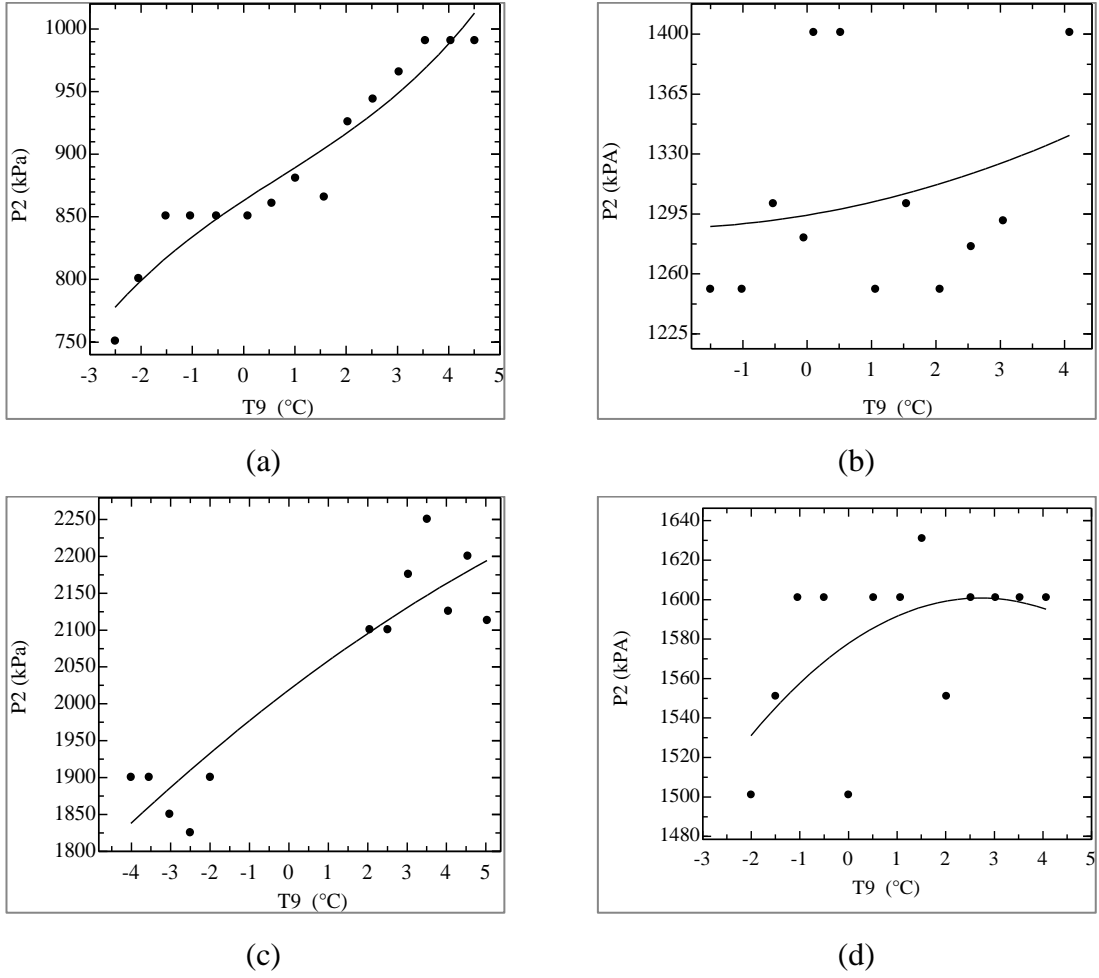 1000
950
900
850
800
750
P2 (kPa)
-3 -2 -1 0 1 2 3 4 5
T9 (°C)
(a)
1400
1365
1330
1295
1260
1225
P2 (kPA)
-1 0 1 2 3 4
T9 (°C)
(b)
2250
2200
2150
2100
2050
2000
1950
1900
1850
1800
P2 (kPa)
-4 -3 -2 -2 0 1 2 3 4 5
T9 (°C)
(c)
1640
1620
1600
1580
1560
1540
1520
1500
1480
P2 (kPA)
-3 -2 -1 0 1 2 3 4 5
T9 (°C)
(d)